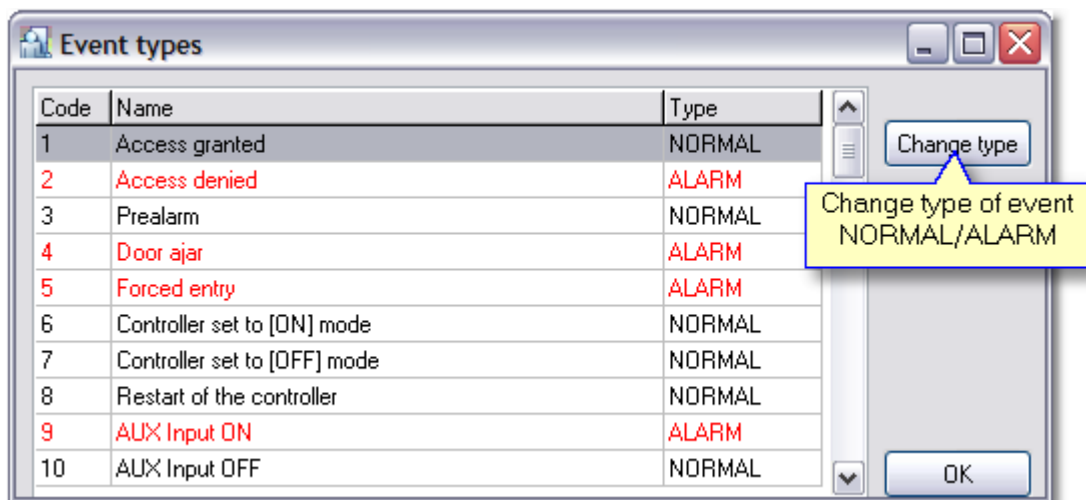 Event types
Code Name Type
1 Access granted NORMAL
Change type
2 Access denied ALARM
3 Prealarm NORMAL
Change type of event
NORMAL/ALARM
4 Door ajar ALARM
5 Forced entry ALARM
6 Controller set to [ON] mode NORMAL
7 Controller set to [OFF] mode NORMAL
8 Restart of the controller NORMAL
9 AUX Input ON ALARM
10 AUX Input OFF NORMAL
OK